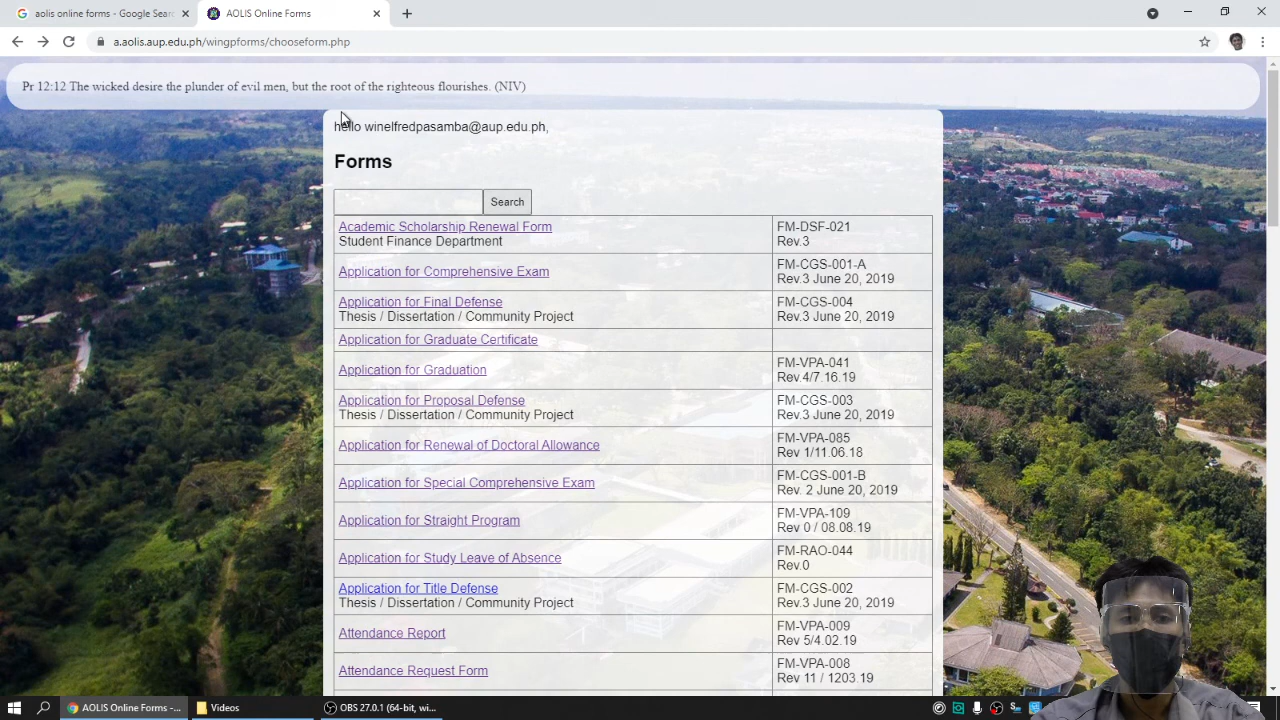 aolis online forms - Google Searc
AOLIS Online Forms
a.aolis.aup.edu.ph/wingpforms/chooseform.php
Pr 12:12 The wicked desire the plunder of evil men, but the root of the righteous flourishes. (NIV)
hello winelfredpasamba@aup.edu.ph,
Forms
Search
Academic Scholarship Renewal Form FM-DSF-021
Student Finance Department Rev.3
Application for Comprehensive Exam FM-CGS-001-A
Rev.3 June 20, 2019
Application for Final Defense FM-CGS-004
Thesis / Dissertation / Community Project Rev.3 June 20, 2019
Application for Graduate Certificate
Application for Graduation FM-VPA-041
Rev.4/7.16.19
Application for Proposal Defense FM-CGS-003
Thesis / Dissertation / Community Project Rev.3 June 20, 2019
Application for Renewal of Doctoral Allowance FM-VPA-085
Rev 1/11.06.18
Application for Special Comprehensive Exam FM-CGS-001-B
Rev. 2 June 20, 2019
Application for Straight Program FM-VPA-109
Rev 0 / 08.08.19
Application for Study Leave of Absence FM-RAO-044
Rev.0
Application for Title Defense FM-CGS-002
Thesis / Dissertation / Community Project Rev.3 June 20, 2019
Attendance Report FM-VPA-009
Rev 5/4.02.19
Attendance Request Form FM-VPA-008
Rev 11 / 1203.19
AOLIS Online Forms -...
Videos
OBS 27.0.1 (64-bit, wi...